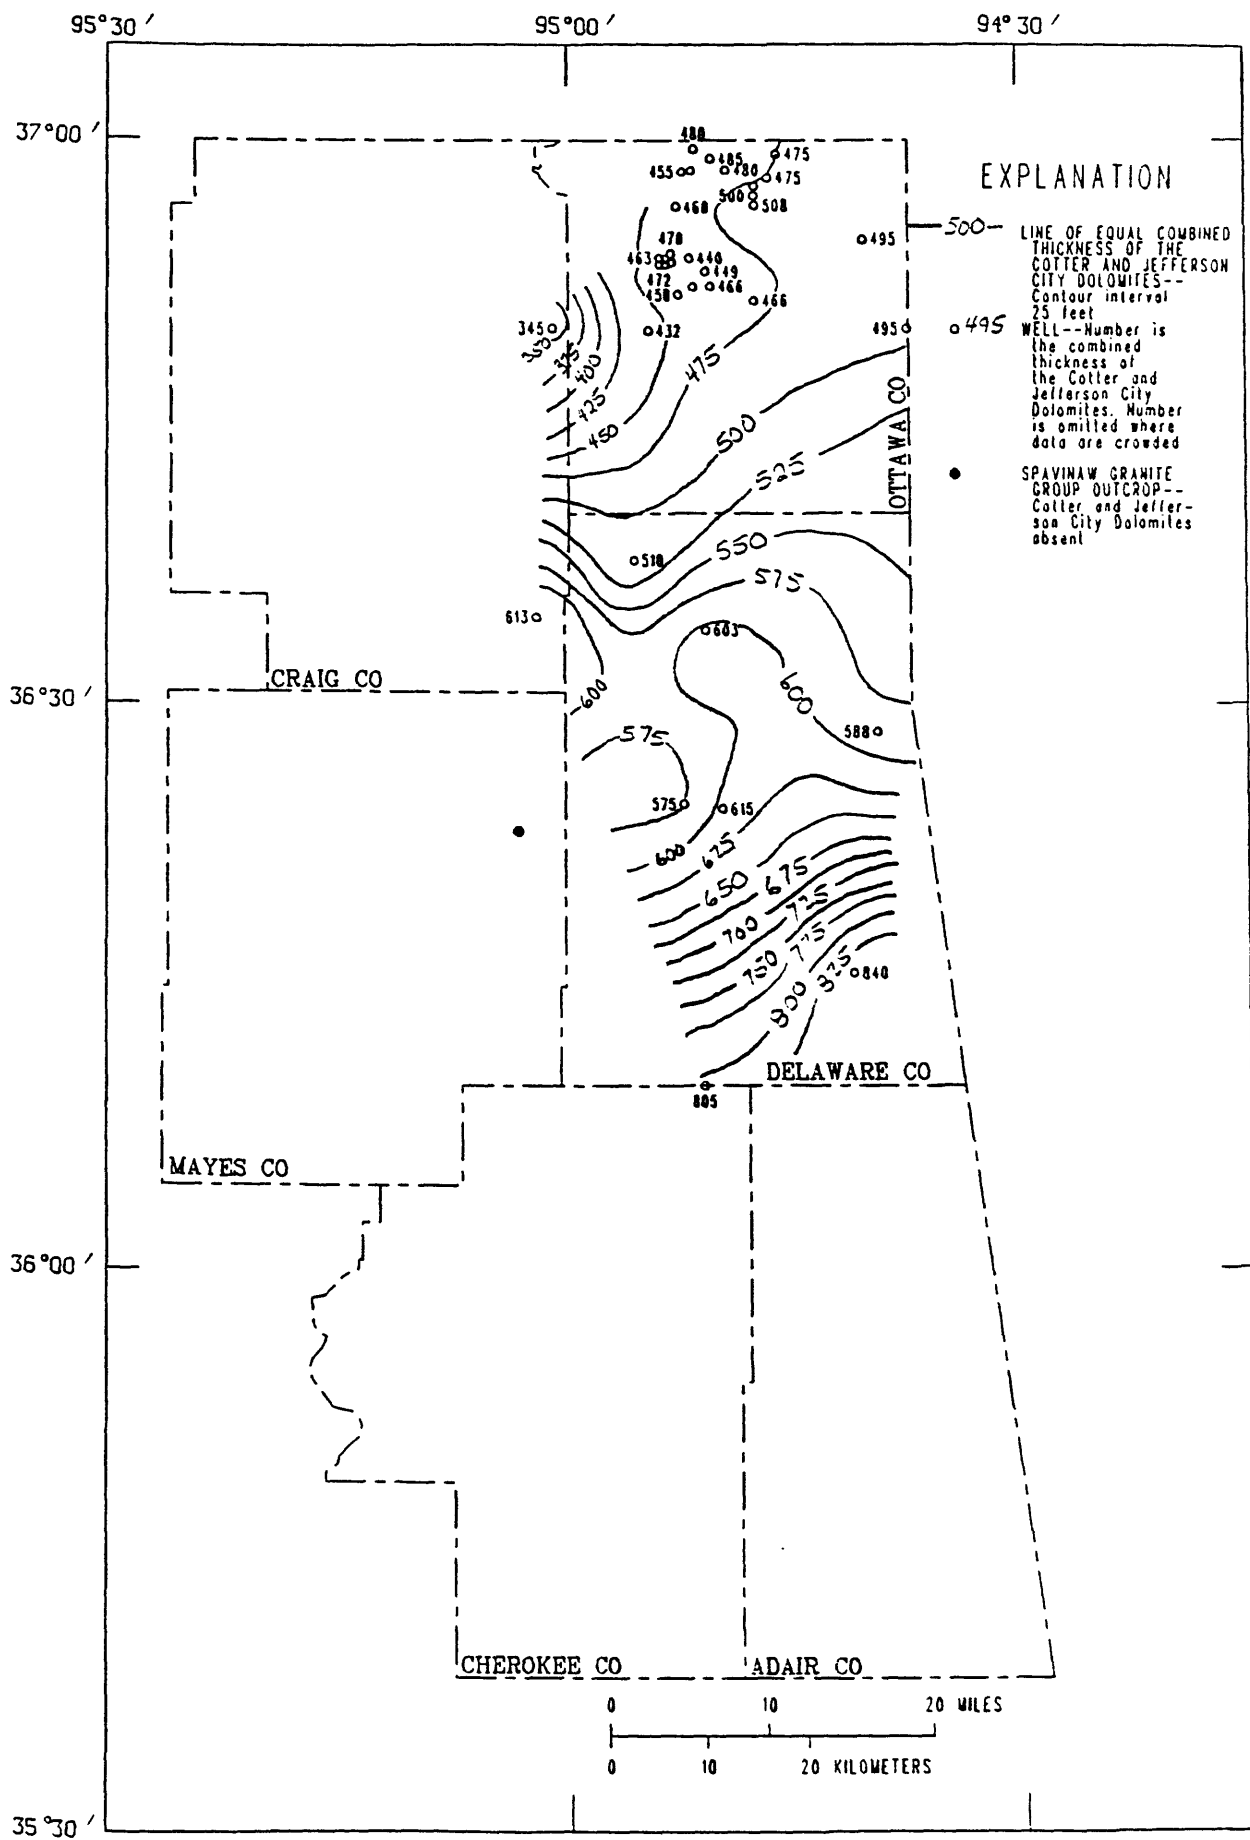 95°30′
95°00′
94°30′
37°00′
480
485
475
455
480
475
500
508
468
495
478
463
440
449
472
466
458
466
345
432
495
350
375
400
425
450
475
500
525
OTTAWA CO
518
550
575
613
603
CRAIG CO
36°30′
600
600
588
575
575
615
600
625
650
675
700
725
750
775
800
825
840
DELAWARE CO
805
MAYES CO
36°00′
CHEROKEE CO
ADAIR CO
0 10 20 MILES
0 10 20 KILOMETERS
35°30′
EXPLANATION
500
LINE OF EQUAL COMBINED
THICKNESS OF THE
COTTER AND JEFFERSON
CITY DOLOMITES--
Contour interval
25 feet
495
WELL--Number is
the combined
thickness of
the Cotter and
Jefferson City
Dolomites. Number
is omitted where
data are crowded
SPAVINAW GRANITE
GROUP OUTCROP--
Cotter and Jeffer-
son City Dolomites
absent